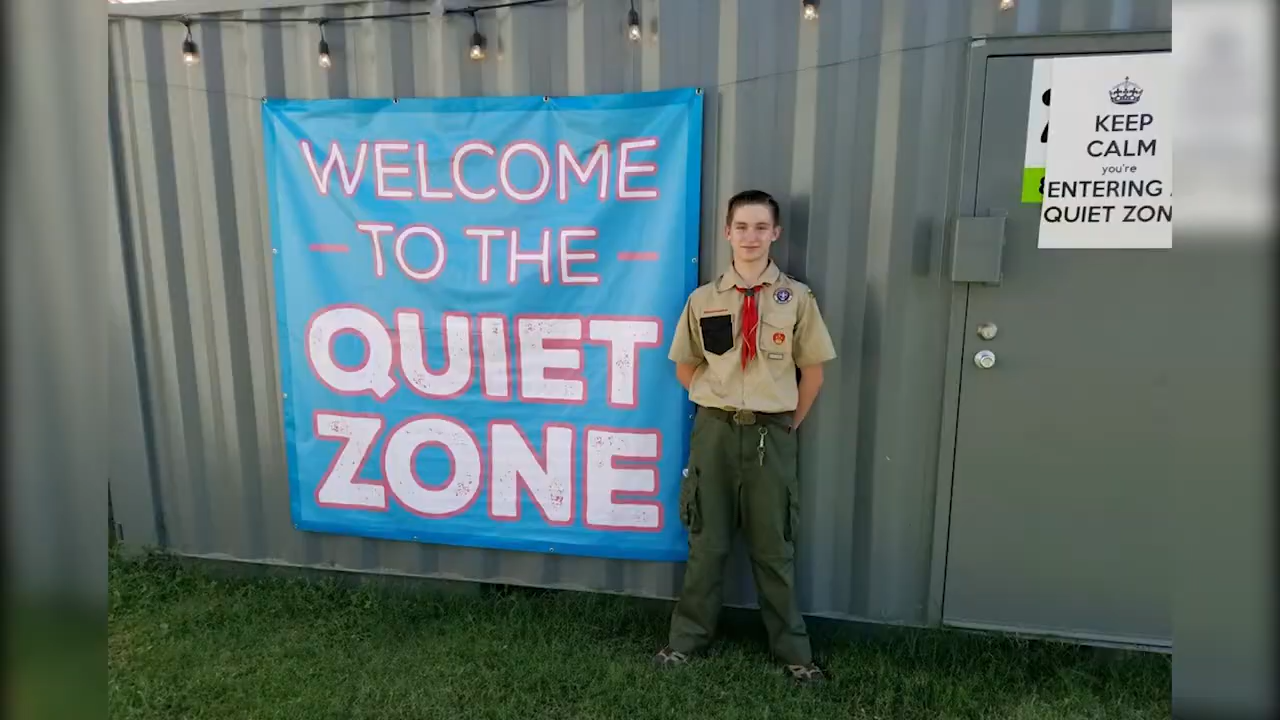 WELCOME
TO THE
QUIET
ZONE
KEEP
CALM
you're
ENTERING
QUIET ZON